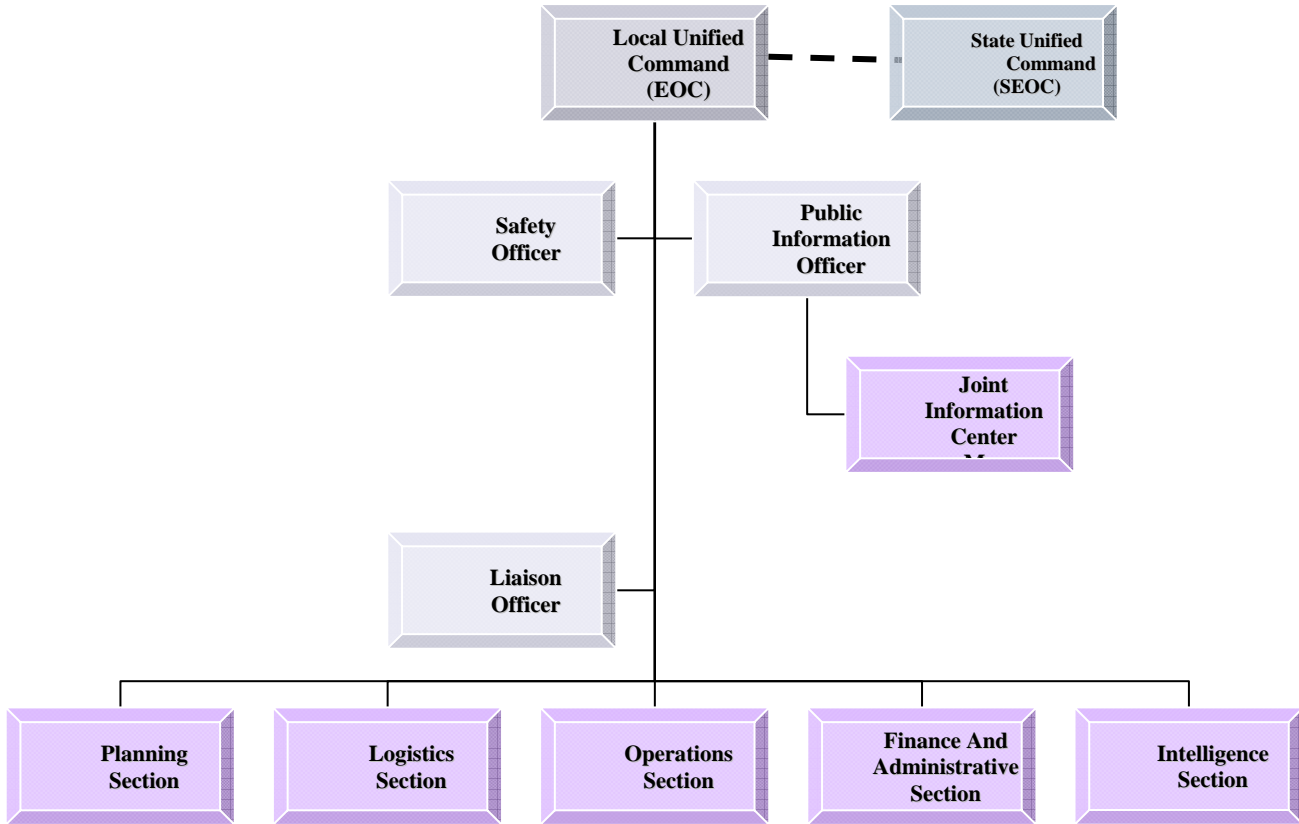 Local Unified
Command
(EOC)
State Unified
Command
(SEOC)
Safety
Officer
Public
Information
Officer
Joint
Information
Center
Liaison
Officer
Planning
Section
Logistics
Section
Operations
Section
Finance And
Administrative
Section
Intelligence
Section